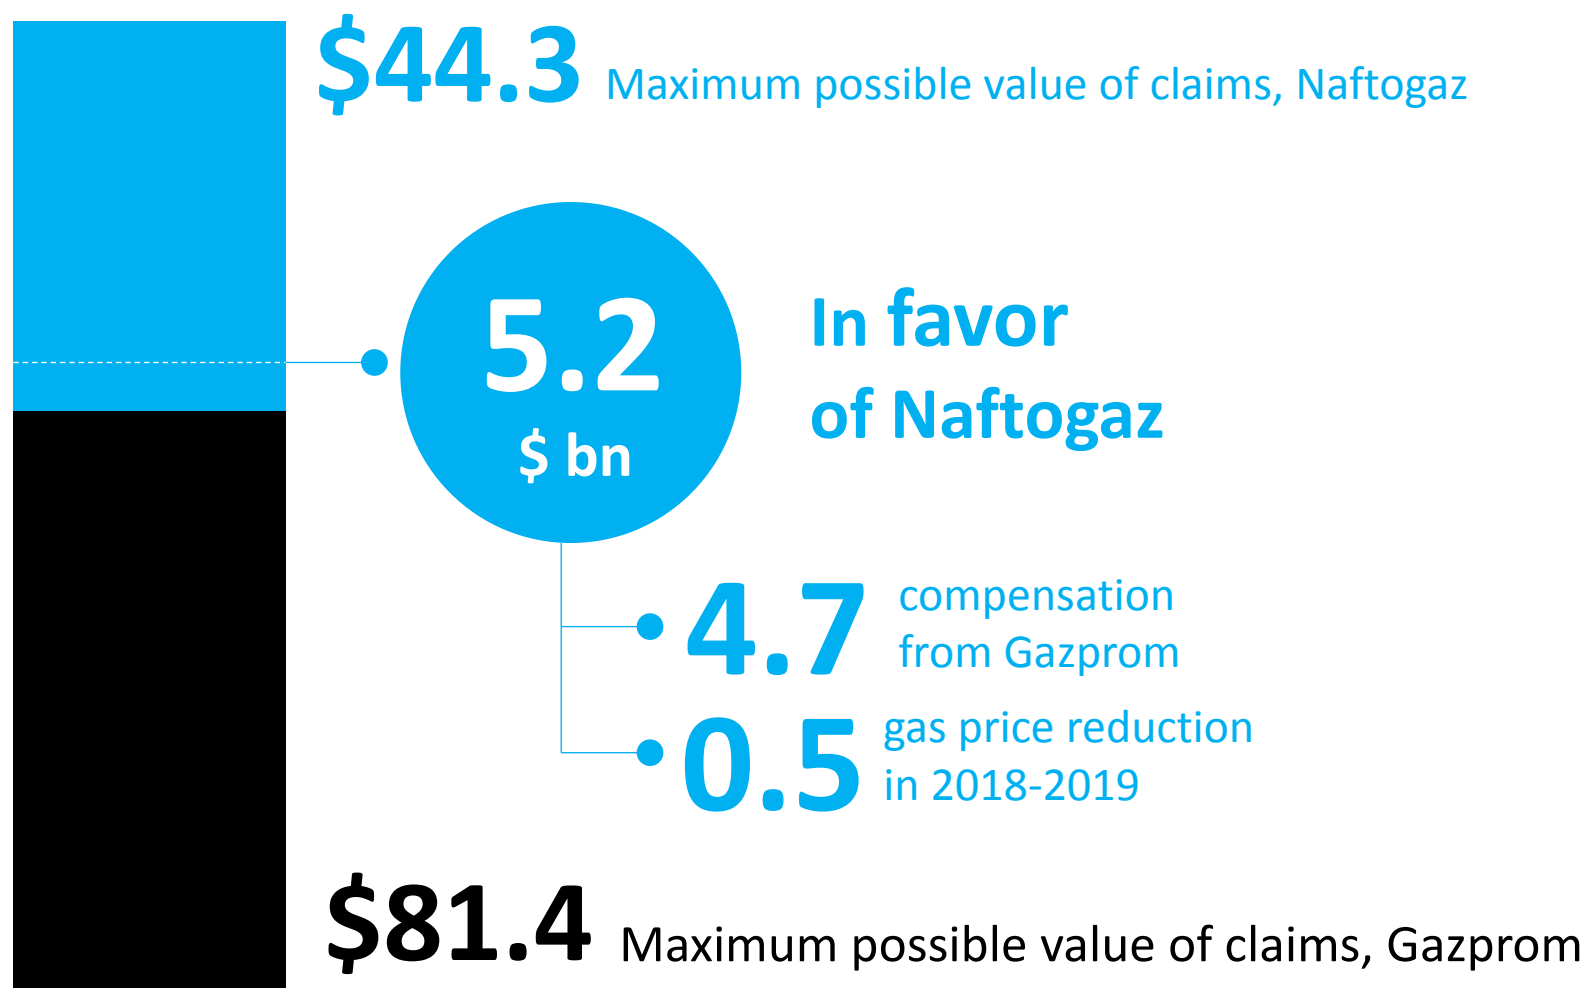 $44.3 Maximum possible value of claims, Naftogaz
5.2
$ bn
In favor
of Naftogaz
4.7
compensation
from Gazprom
0.5
gas price reduction
in 2018-2019
$81.4 Maximum possible value of claims, Gazprom